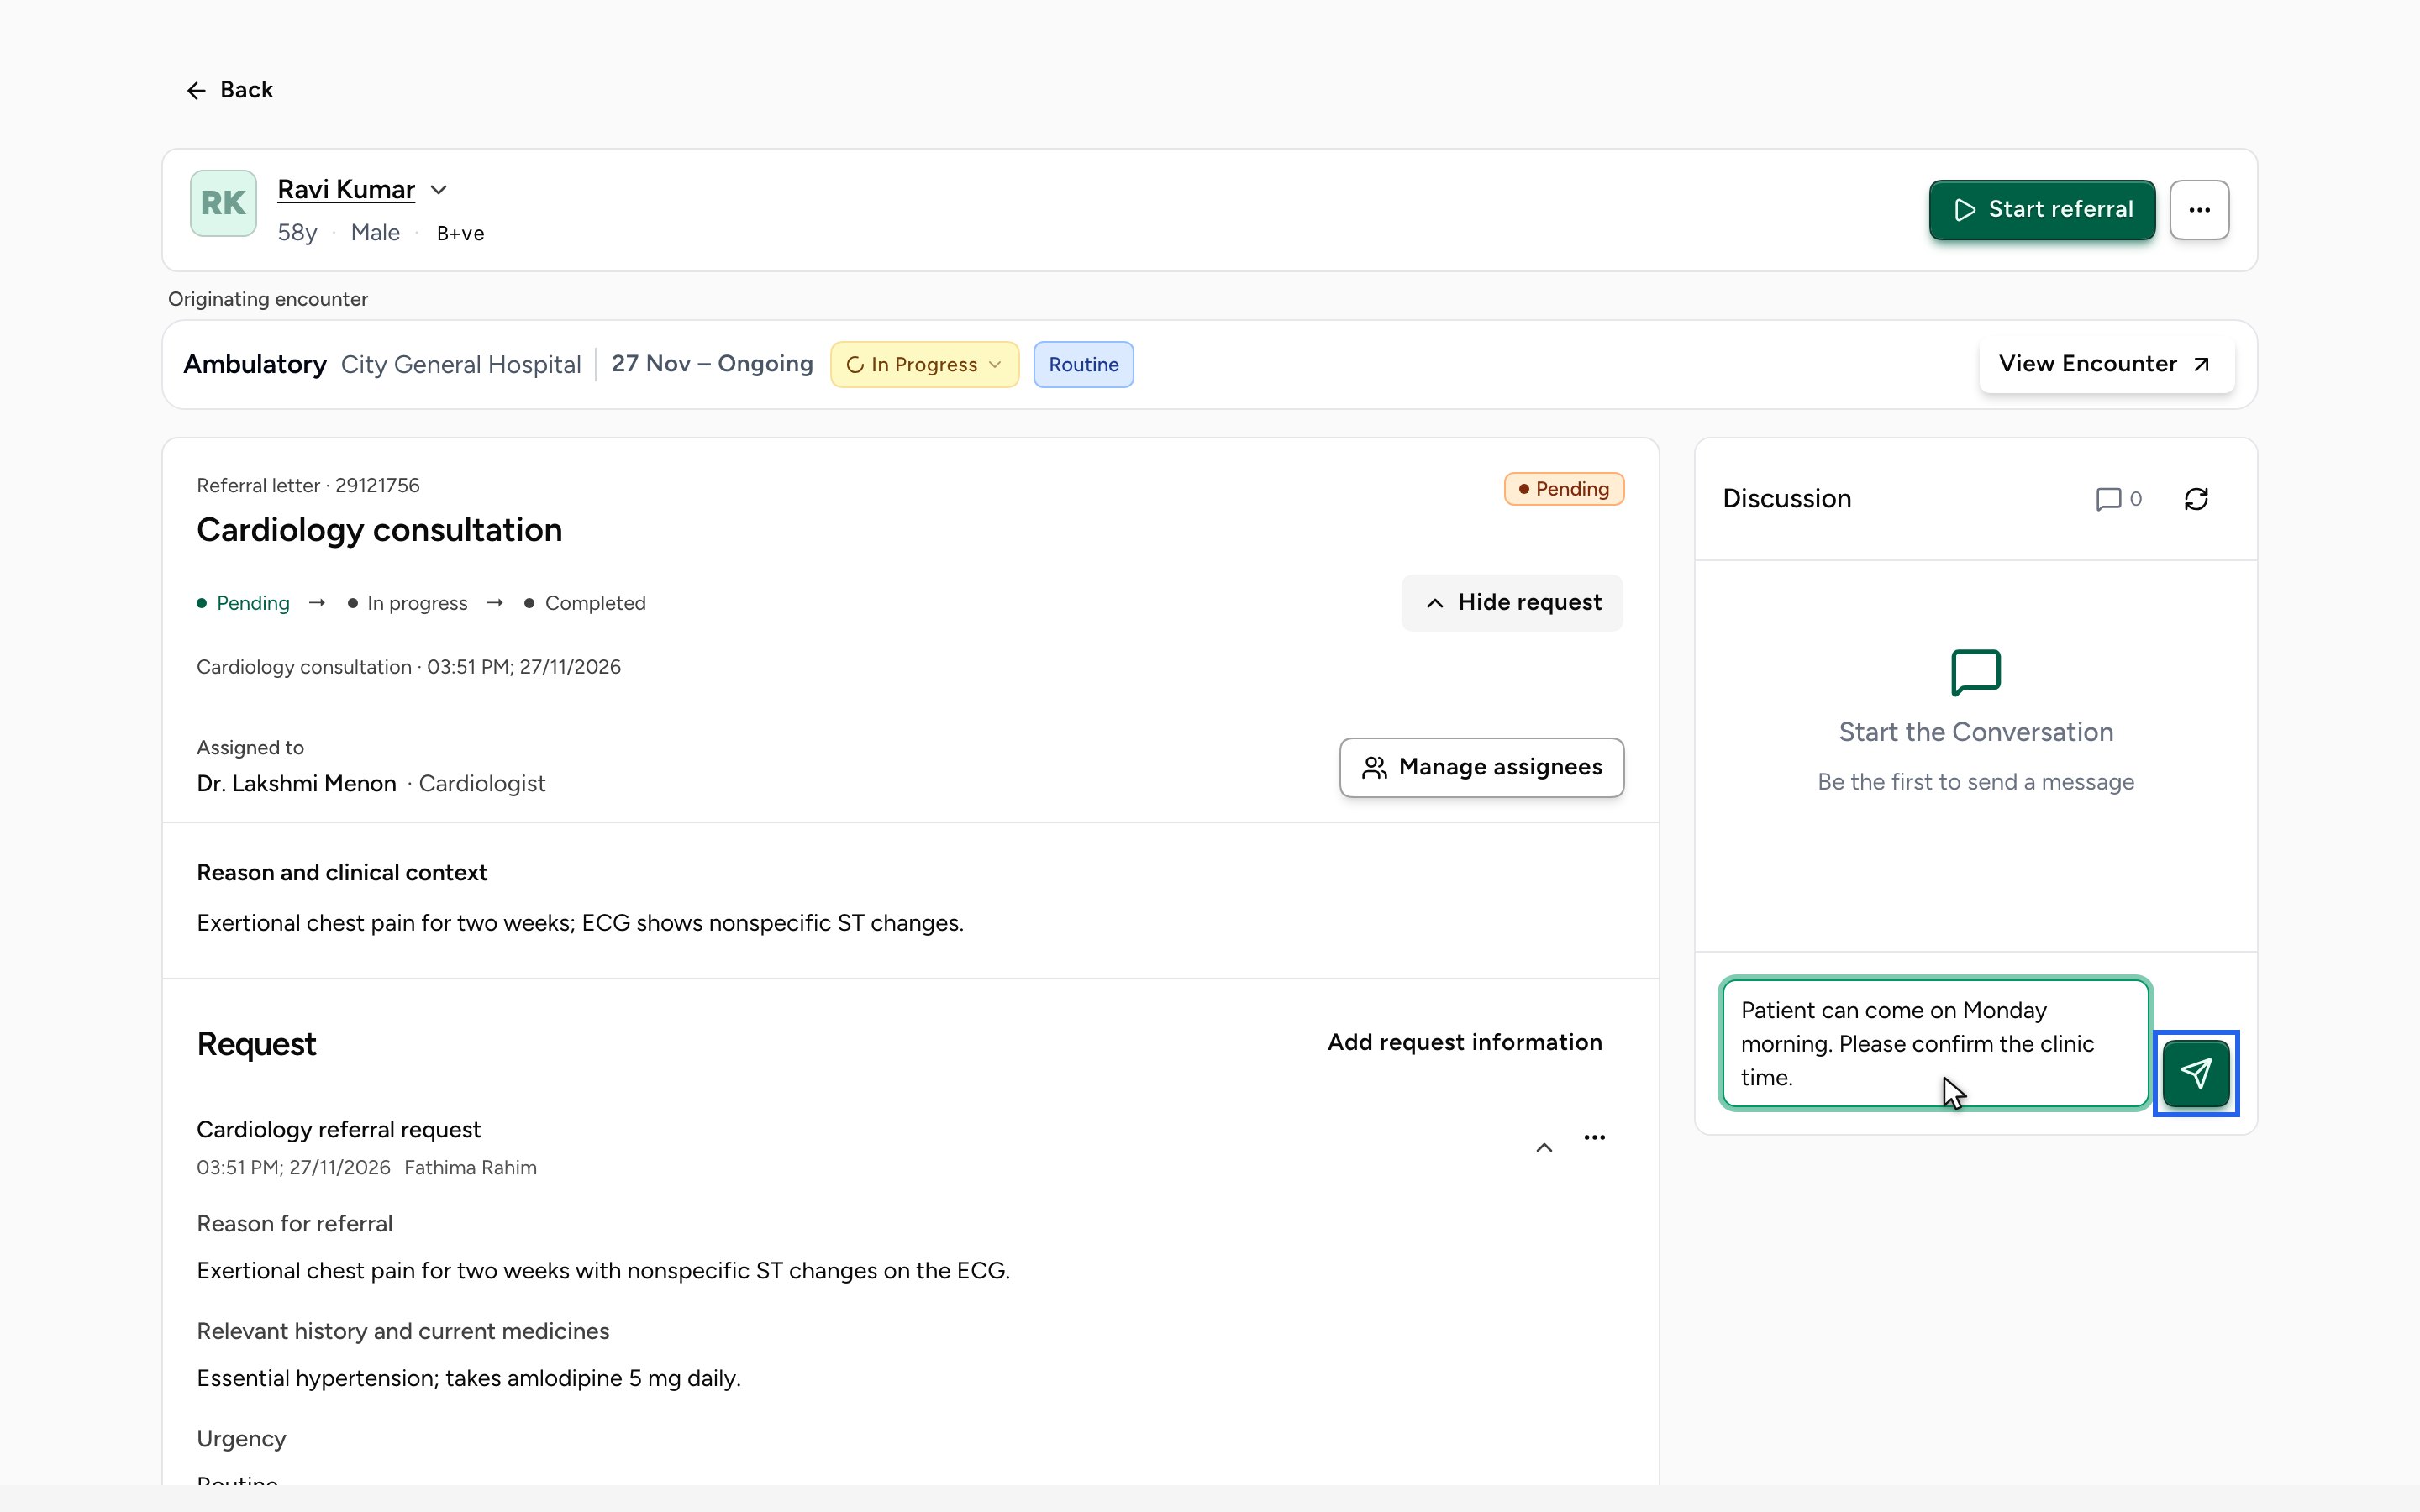 Back
RK
Ravi Kumar
58y · Male · B+ve
Start referral
Originating encounter
Ambulatory City General Hospital 27 Nov – Ongoing In Progress Routine
View Encounter
Referral letter · 29121756
Pending
Cardiology consultation
Pending → In progress → Completed
Hide request
Cardiology consultation · 03:51 PM; 27/11/2026
Assigned to
Dr. Lakshmi Menon · Cardiologist
Manage assignees
Reason and clinical context
Exertional chest pain for two weeks; ECG shows nonspecific ST changes.
Request
Add request information
Cardiology referral request
03:51 PM; 27/11/2026 Fathima Rahim
Reason for referral
Exertional chest pain for two weeks with nonspecific ST changes on the ECG.
Relevant history and current medicines
Essential hypertension; takes amlodipine 5 mg daily.
Urgency
Routine
Discussion
0
Start the Conversation
Be the first to send a message
Patient can come on Monday
morning. Please confirm the clinic
time.